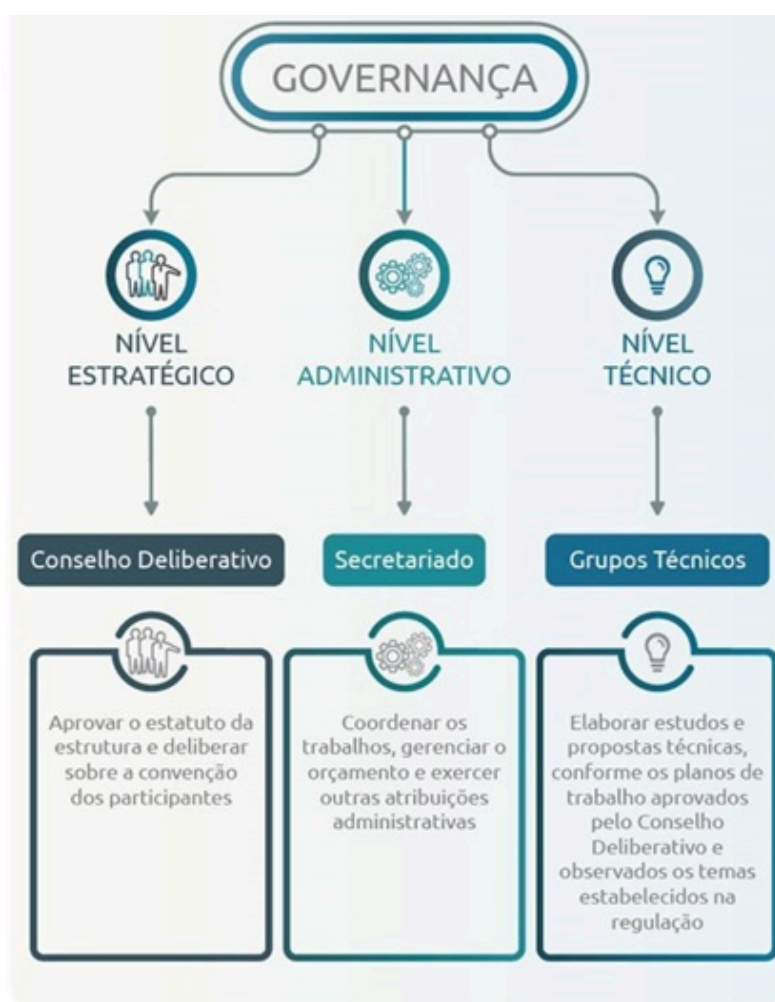 GOVERNANÇA
NÍVEL
ESTRATÉGICO
NÍVEL
ADMINISTRATIVO
NÍVEL
TÉCNICO
Conselho Deliberativo
Secretariado
Grupos Técnicos
Aprovar o estatuto da
estrutura e deliberar
sobre a convenção
dos participantes
Coordenar os
trabalhos, gerenciar o
orçamento e exercer
outras atribuições
administrativas
Elaborar estudos e
propostas técnicas,
conforme os planos de
trabalho aprovados
pelo Conselho
Deliberativo e
observados os temas
estabelecidos na
regulação